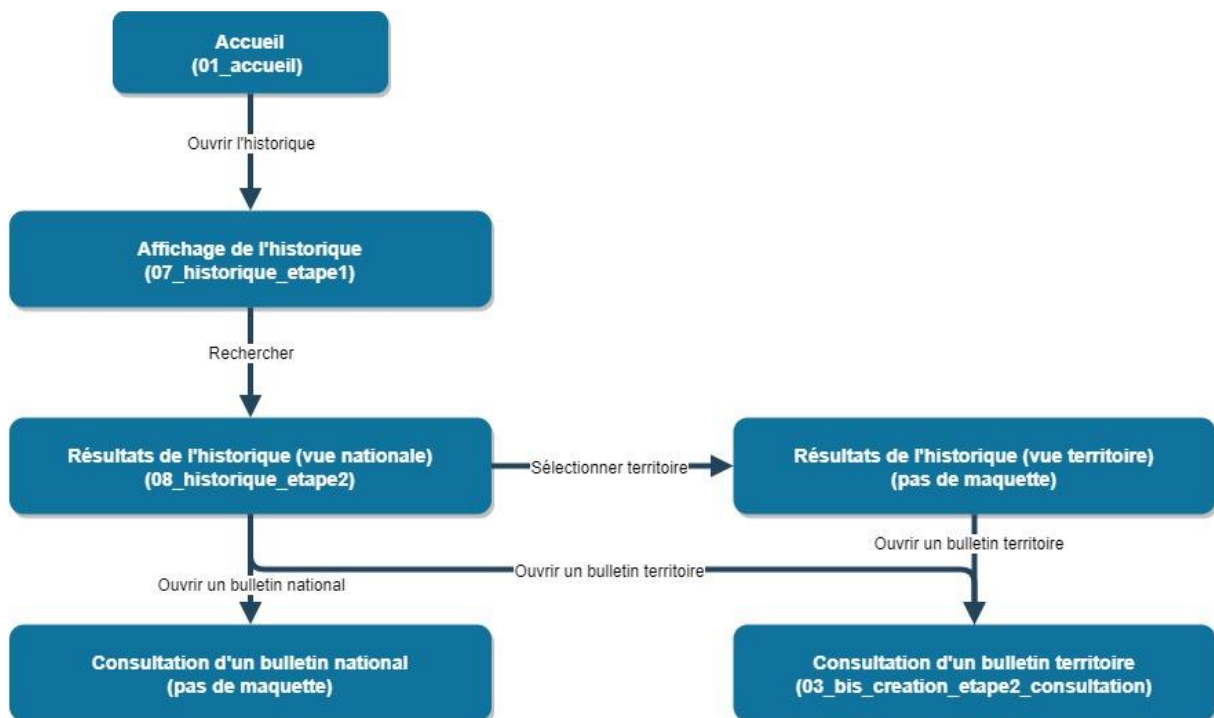 Accueil
(01_accueil)
Ouvrir l'historique
Affichage de l'historique
(07_historique_etape1)
Rechercher
Résultats de l'historique (vue nationale)
(08_historique_etape2)
Sélectionner territoire
Résultats de l'historique (vue territoire)
(pas de maquette)
Ouvrir un bulletin territoire
Ouvrir un bulletin territoire
Ouvrir un bulletin national
Consultation d'un bulletin national
(pas de maquette)
Consultation d'un bulletin territoire
(03_bis_creation_etape2_consultation)